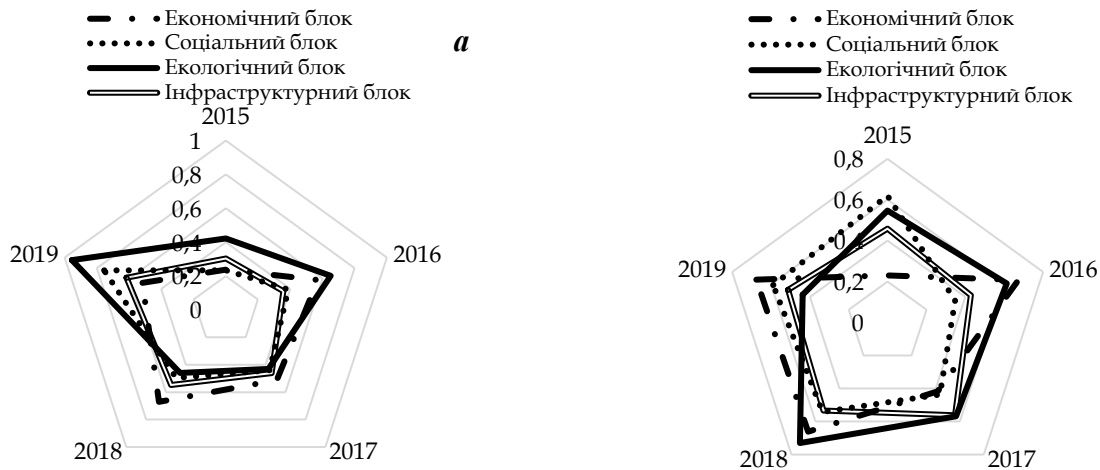 Економічний блок
Соціальний блок
Екологічний блок
Інфраструктурний блок
а
2015
1
0,8
0,6
0,4
0,2
0
2016
2017
2018
2019
Економічний блок
Соціальний блок
Екологічний блок
Інфраструктурний блок
2015
0,8
0,6
0,4
0,2
0
2016
2017
2018
2019